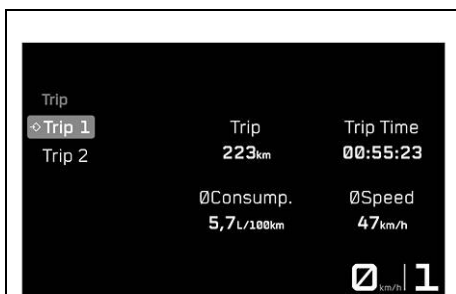 Trip
Trip 1
Trip 2
Trip
223km
Trip Time
00:55:23
ØConsump.
5,7L/100km
ØSpeed
47km/h
0 km/h 1